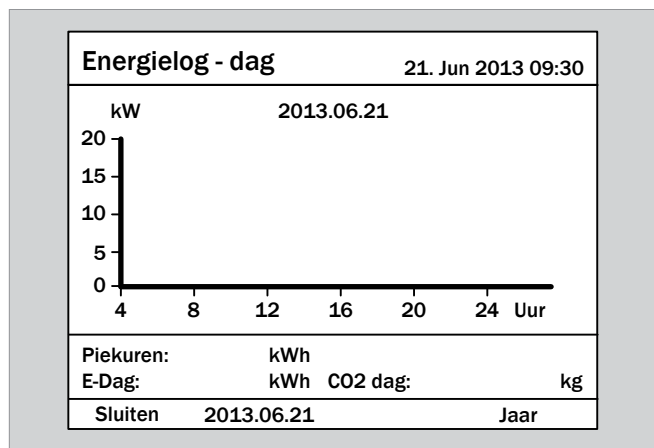 Energielog - dag 21. Jun 2013 09:30
kW 2013.06.21
20
15
10
5
0
4 8 12 16 20 24 Uur
Piekuren: kWh
E-Dag: kWh CO2 dag: kg
Sluiten 2013.06.21 Jaar